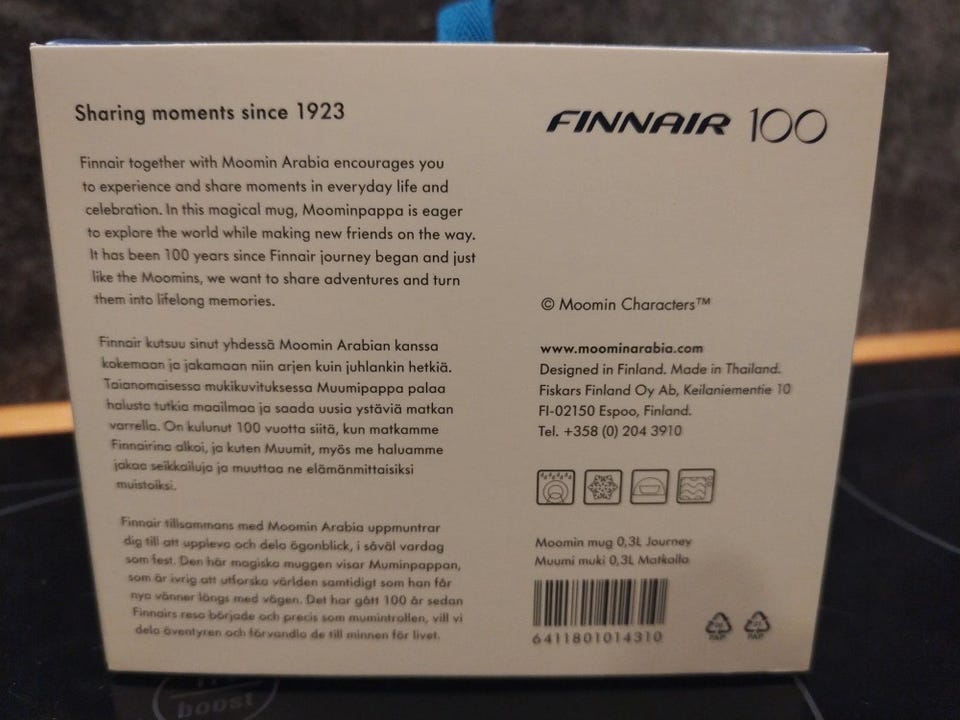 Sharing moments since 1923
Finnair together with Moomin Arabia encourages you
to experience and share moments in everyday life and
celebration. In this magical mug, Moominpappa is eager
to explore the world while making new friends on the way.
It has been 100 years since Finnair journey began and just
like the Moomins, we want to share adventures and turn
them into lifelong memories.
Finnair kutsuu sinut yhdessä Moomin Arabian kanssa
kokemaan ja jakamaan niin arjen kuin juhlankin hetkiä.
Taianomaisessa mukikuvituksessa Muumipappa palaa
halusta tutkia maailmaa ja saada uusia ystäviä matkan
varrella. On kulunut 100 vuotta siitä, kun matkamme
Finnairina alkoi, ja kuten Muumit, myös me haluamme
jakaa seikkailuja ja muuttaa ne elämänmittaisiksi
muistoiksi.
Finnair tillsammans med Moomin Arabia uppmuntrar
dig till att uppleva och dela ögonblick, i såväl vardag
som fest. Den här magiska muggen visar Muminpappan,
som är ivrig att utforska världen samtidigt som han får
nya vänner längs med vägen. Det har gått 100 år sedan
Finnairs resa började och precis som mumintrollen, vill vi
dela äventyren och förvandla de till minnen för livet.
FINNAIR 100
© Moomin Characters™
www.moominarabia.com
Designed in Finland. Made in Thailand.
Fiskars Finland Oy Ab, Keilaniementie 10
FI-02150 Espoo, Finland.
Tel. +358 (0) 204 3910
Moomin mug 0,3L Journey
Muumi muki 0,3L Matkalla
6411801014310
PAP PAP
boost